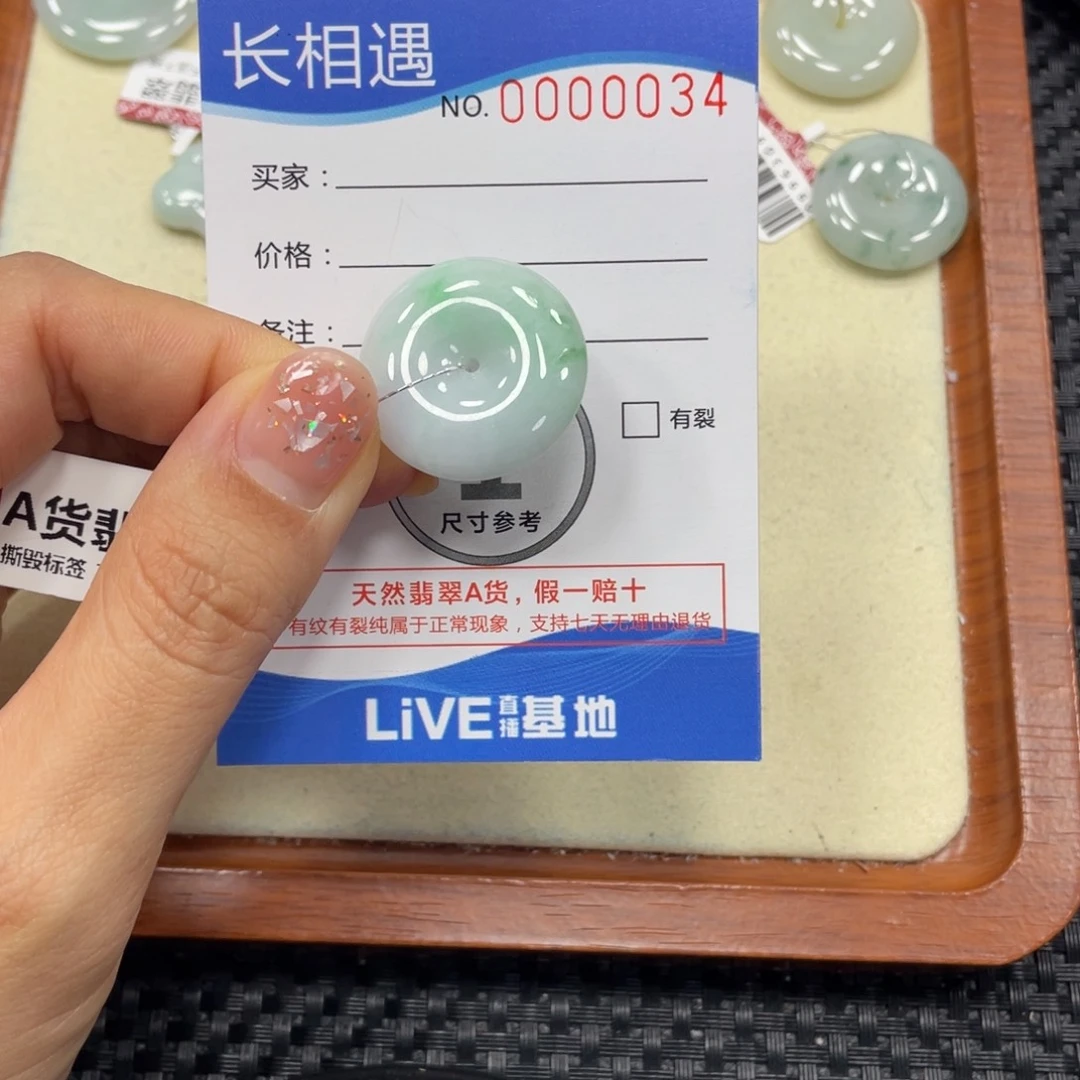 长相遇
NO. 0000034
买家：
价格：
备注：
有裂
尺寸参考
A货翡
撕毁标签
天然翡翠A货，假一赔十
有纹有裂纯属于正常现象，支持七天无理由退货
LiVE直播基地